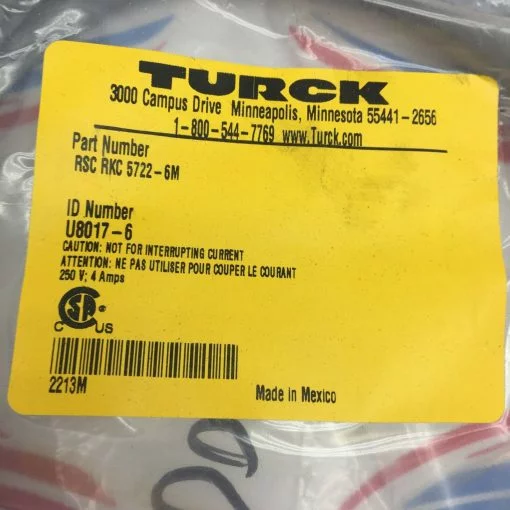 TURCK
3000 Campus Drive Minneapolis, Minnesota 55441-2656
1-800-544-7769 www.Turck.com
Part Number
RSC RKC 5722-6M
ID Number
U8017-6
CAUTION: NOT FOR INTERRUPTING CURRENT
ATTENTION: NE PAS UTILISER POUR COUPER LE COURANT
250 V; 4 Amps
C SA US
2213M
Made in Mexico